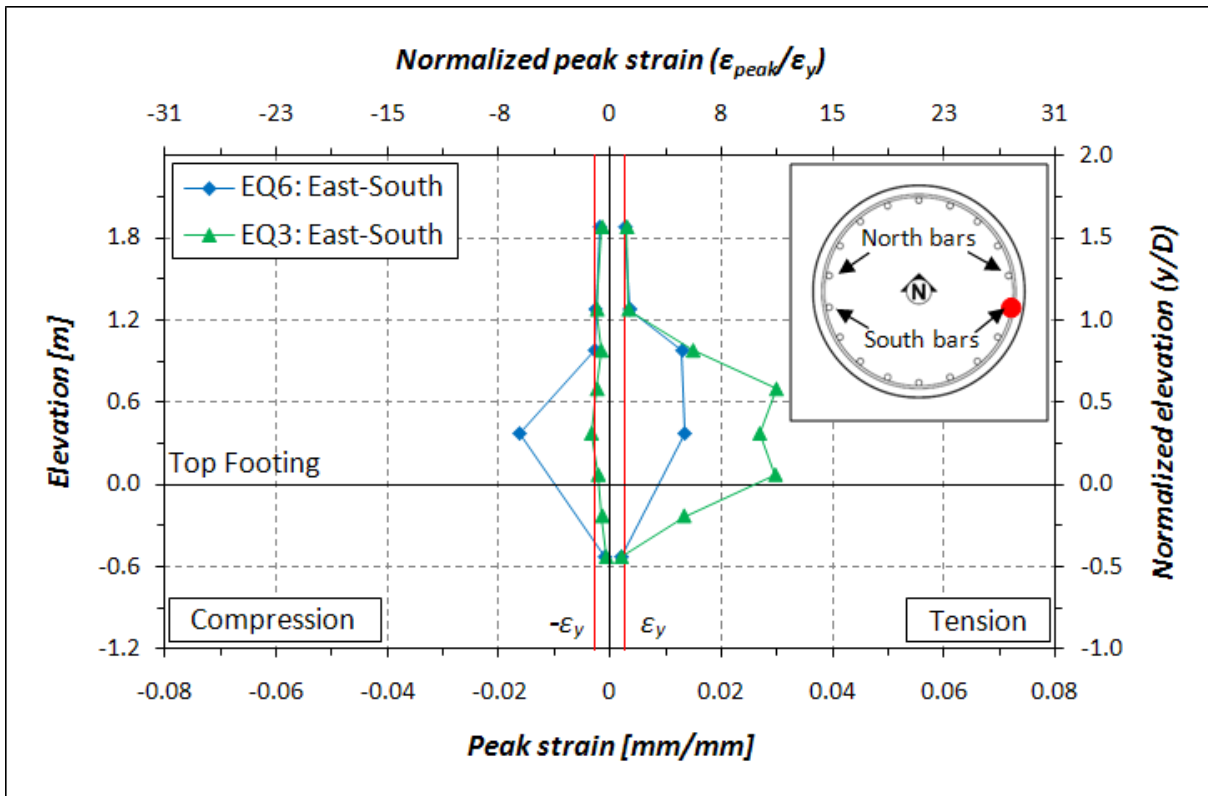 Normalized peak strain (εpeak/εy)
-31 -23 -15 -8 0 8 15 23 31
EQ6: East-South
EQ3: East-South
North bars
N
South bars
2.0
1.5
1.0
0.5
0.0
-0.5
-1.0
Normalized elevation (y/D)
1.8
1.2
0.6
0.0
-0.6
-1.2
Elevation [m]
Top Footing
Compression
-εy
εy
Tension
-0.08 -0.06 -0.04 -0.02 0 0.02 0.04 0.06 0.08
Peak strain [mm/mm]